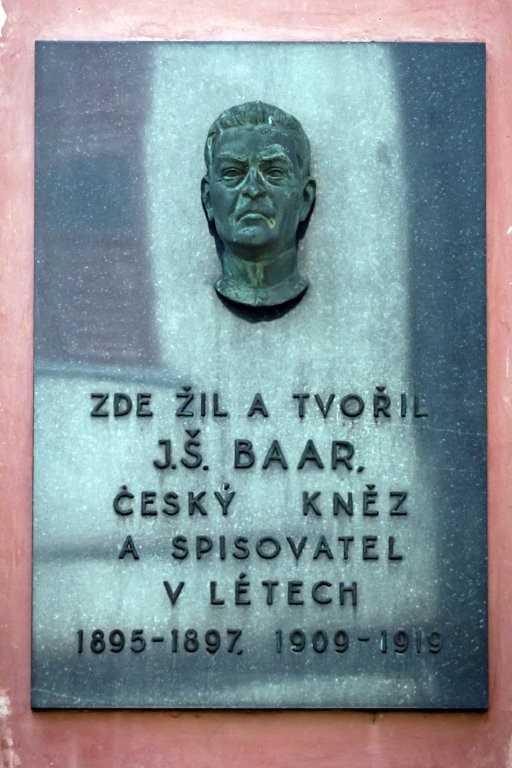 ZDE ŽIL A TVOŘIL
J.Š. BAAR,
ČESKÝ KNĚZ
A SPISOVATEL
V LÉTECH
1895-1897, 1909-1919